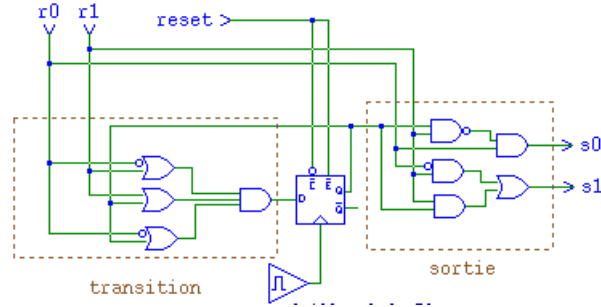 r0 r1
reset
D
C E Q
Q
s0
s1
transition
sortie